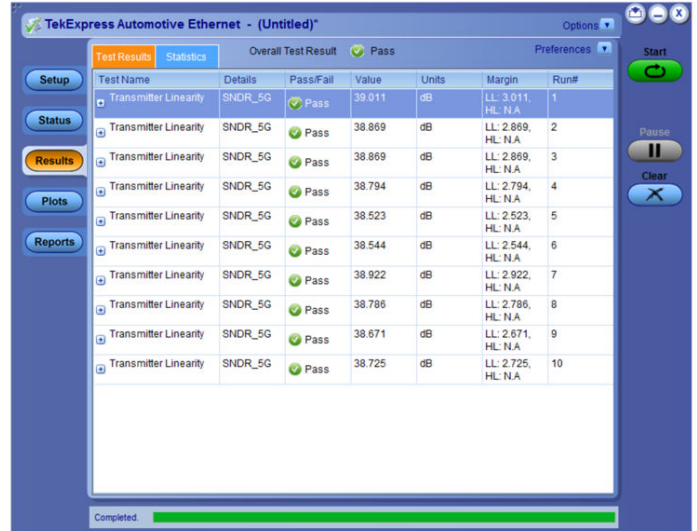 TekExpress Automotive Ethernet - (Untitled)*
Options
Test Results Statistics Overall Test Result Pass Preferences
Start
Setup
Status
Results
Plots
Reports
Pause
Clear
Test Name Details Pass/Fail Value Units Margin Run#
Transmitter Linearity SNDR_5G Pass 39.011 dB LL: 3.011, 1
HL: N.A
Transmitter Linearity SNDR_5G Pass 38.869 dB LL: 2.869, 2
HL: N.A
Transmitter Linearity SNDR_5G Pass 38.869 dB LL: 2.869, 3
HL: N.A
Transmitter Linearity SNDR_5G Pass 38.794 dB LL: 2.794, 4
HL: N.A
Transmitter Linearity SNDR_5G Pass 38.523 dB LL: 2.523, 5
HL: N.A
Transmitter Linearity SNDR_5G Pass 38.544 dB LL: 2.544, 6
HL: N.A
Transmitter Linearity SNDR_5G Pass 38.922 dB LL: 2.922, 7
HL: N.A
Transmitter Linearity SNDR_5G Pass 38.786 dB LL: 2.786, 8
HL: N.A
Transmitter Linearity SNDR_5G Pass 38.671 dB LL: 2.671, 9
HL: N.A
Transmitter Linearity SNDR_5G Pass 38.725 dB LL: 2.725, 10
HL: N.A
Completed.